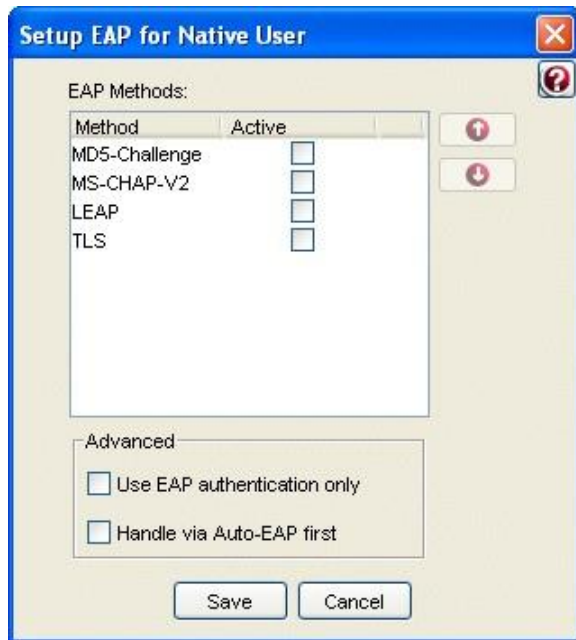 Setup EAP for Native User
EAP Methods:
Method Active
MD5-Challenge
MS-CHAP-V2
LEAP
TLS
Advanced
Use EAP authentication only
Handle via Auto-EAP first
Save Cancel